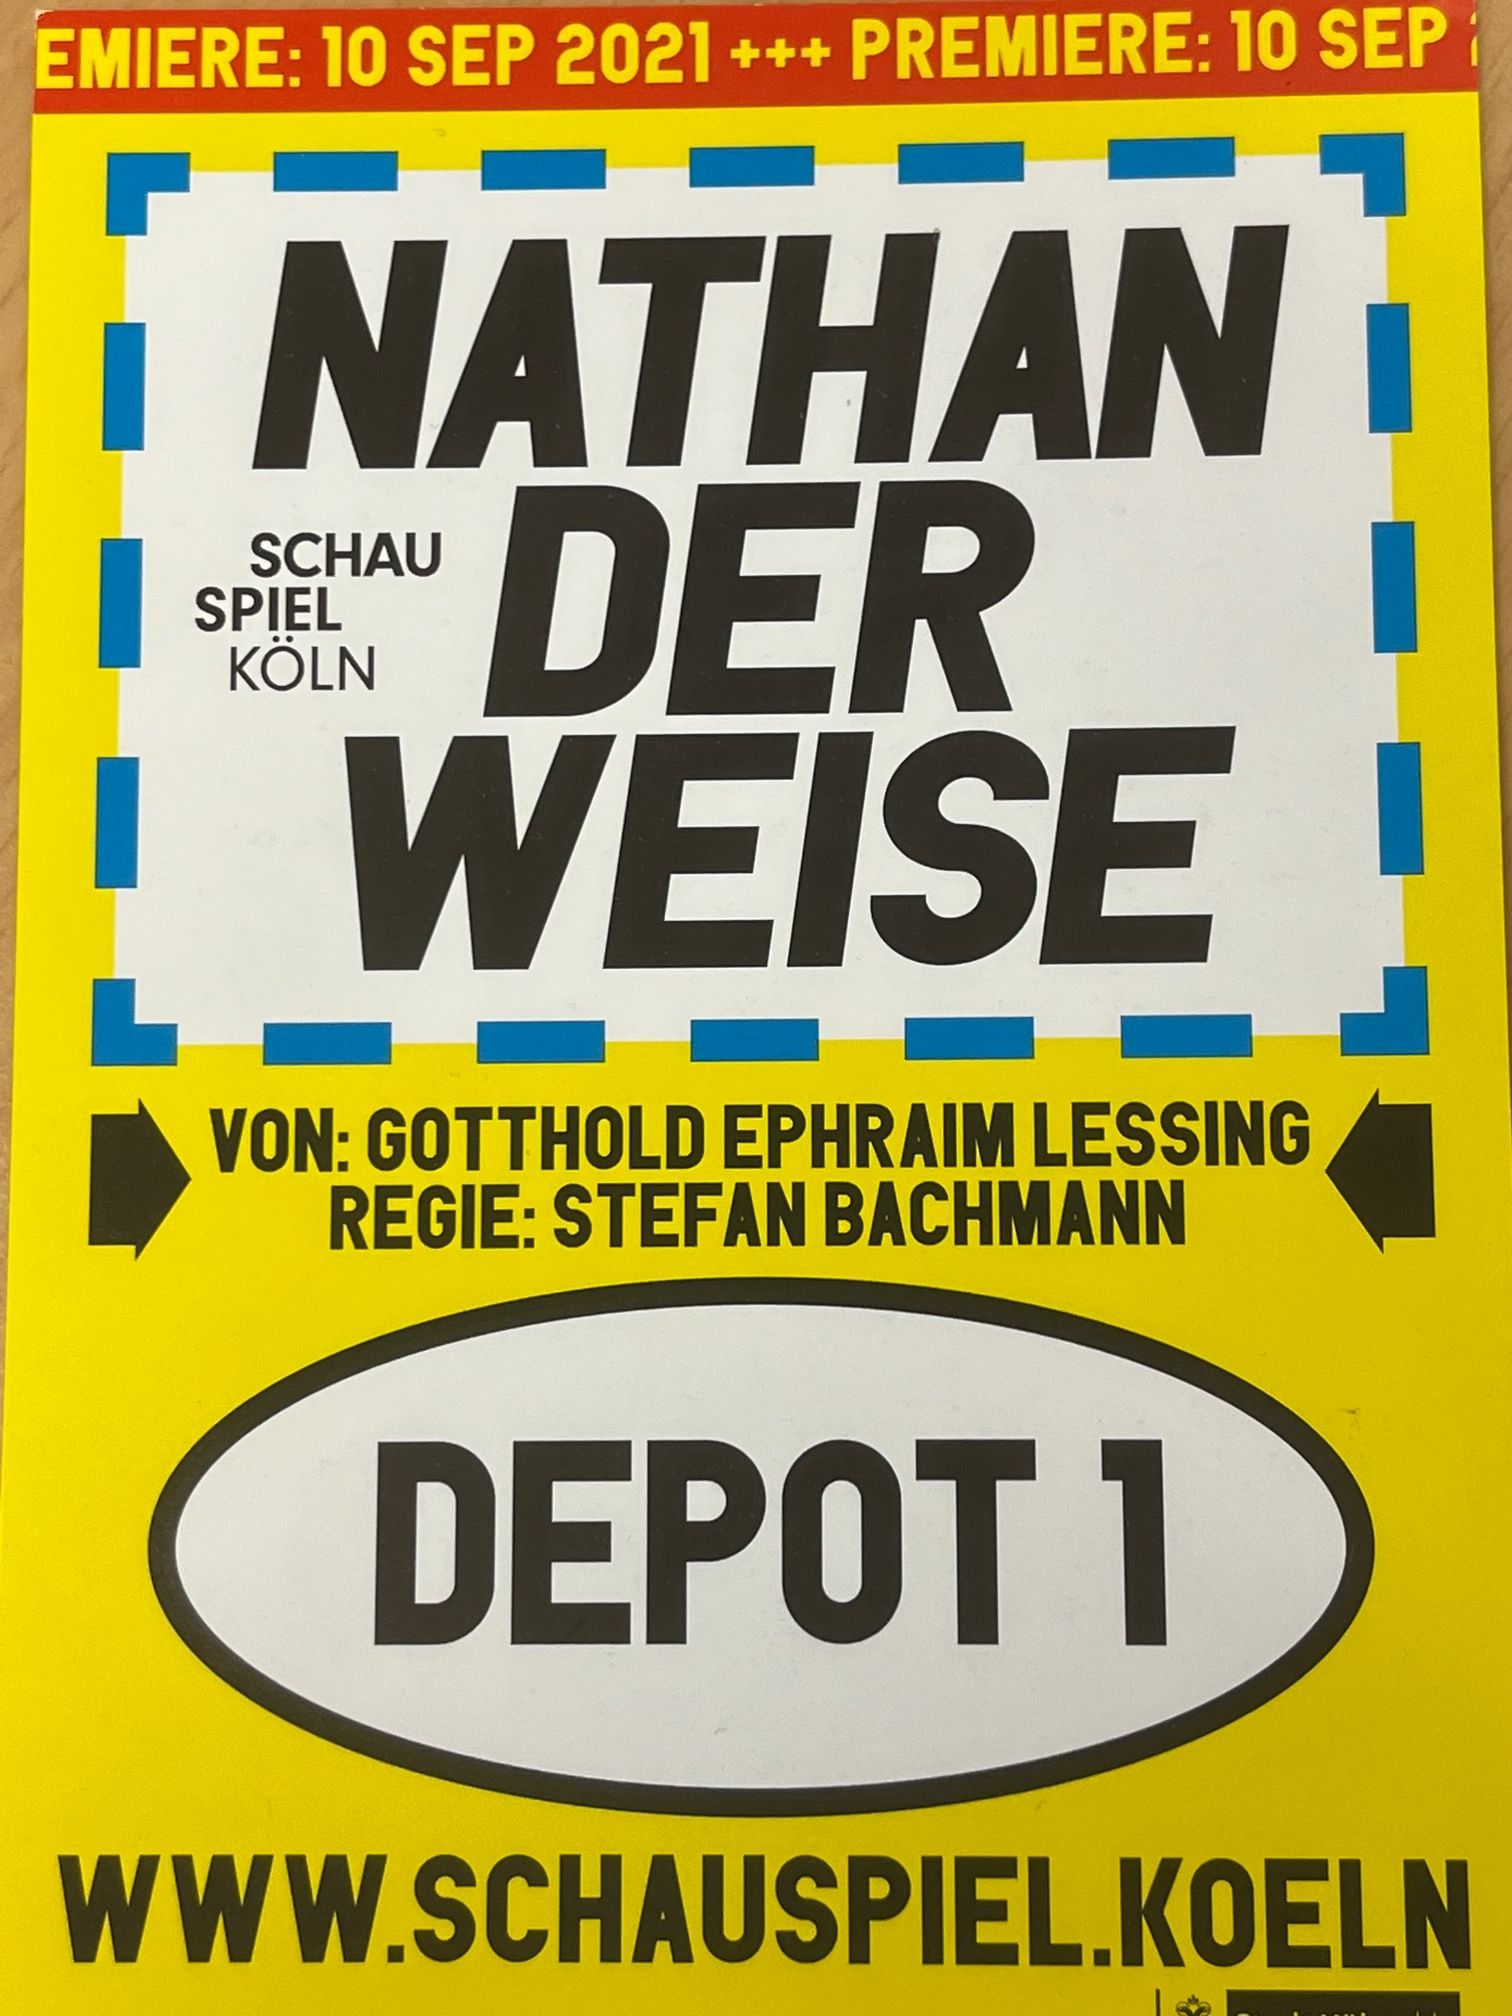 EMIERE: 10 SEP 2021 +++ PREMIERE: 10 SEP
NATHAN
DER
WEISE
SCHAU
SPIEL
KÖLN
VON: GOTTHOLD EPHRAIM LESSING
REGIE: STEFAN BACHMANN
DEPOT 1
WWW.SCHAUSPIEL.KOELN